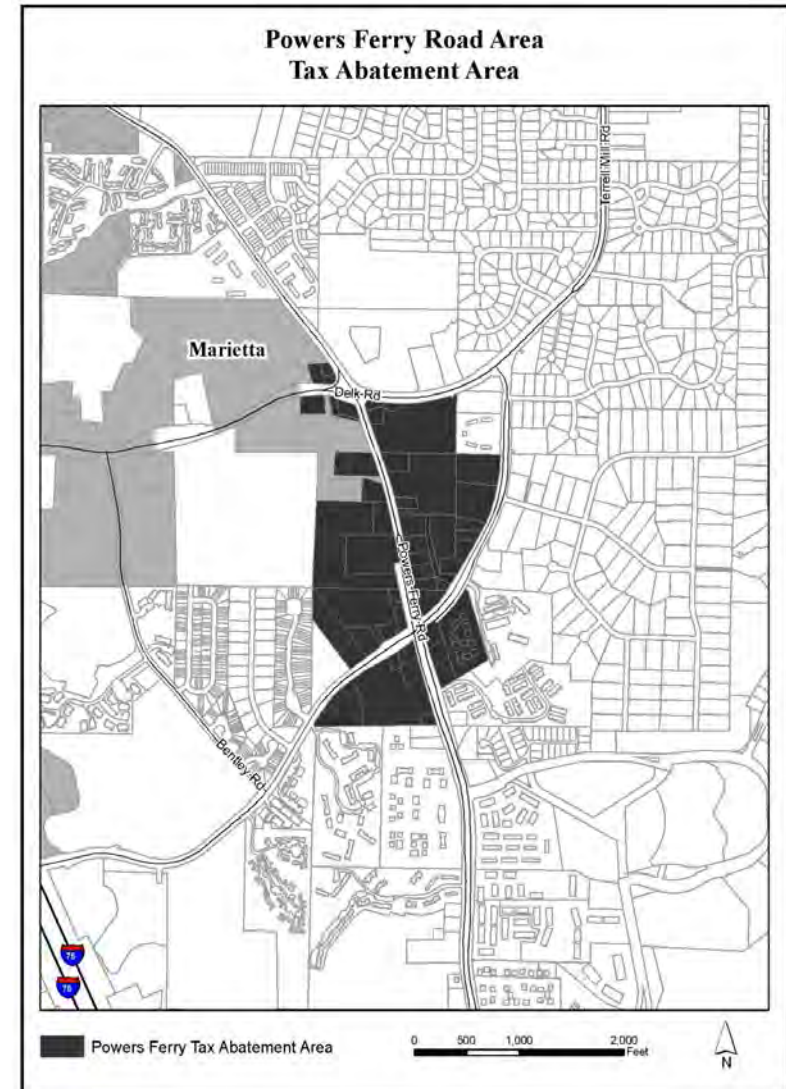 Powers Ferry Road Area
Tax Abatement Area
Terrell Mill Rd
Marietta
Delk Rd
Powers Ferry Rd
Bentley Rd
75
75
Powers Ferry Tax Abatement Area
0 500 1,000 2,000
Feet
N